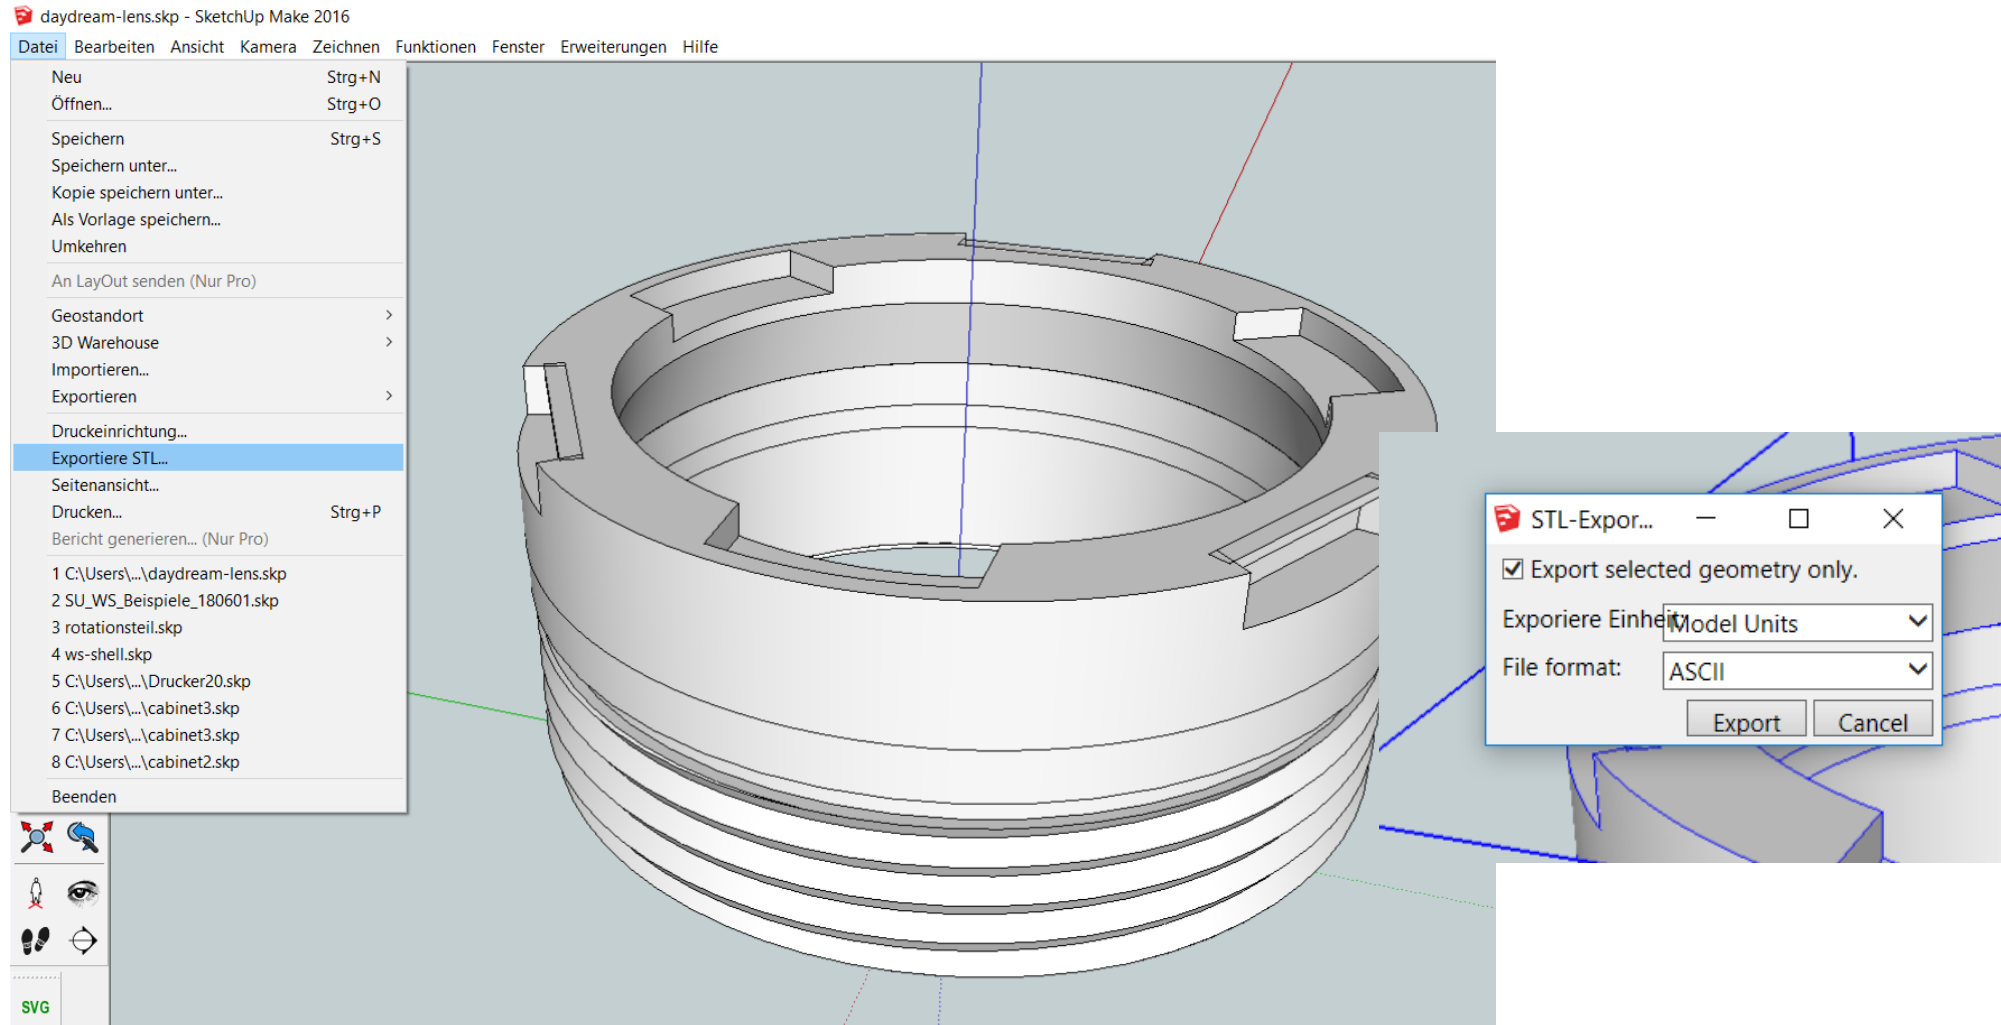 daydream-lens.skp - SketchUp Make 2016
Datei Bearbeiten Ansicht Kamera Zeichnen Funktionen Fenster Erweiterungen Hilfe
Neu Strg+N
Öffnen... Strg+O
Speichern Strg+S
Speichern unter...
Kopie speichern unter...
Als Vorlage speichern...
Umkehren
An LayOut senden (Nur Pro)
Geostandort
3D Warehouse
Importieren...
Exportieren
Druckeinrichtung...
Exportiere STL...
Seitenansicht...
Drucken... Strg+P
Bericht generieren... (Nur Pro)
1 C:\Users\...\daydream-lens.skp
2 SU_WS_Beispiele_180601.skp
3 rotationsteil.skp
4 ws-shell.skp
5 C:\Users\...\Drucker20.skp
6 C:\Users\...\cabinet3.skp
7 C:\Users\...\cabinet3.skp
8 C:\Users\...\cabinet2.skp
Beenden
SVG
STL-Expor...
Export selected geometry only.
Exporiere Einheit: Model Units
File format: ASCII
Export Cancel